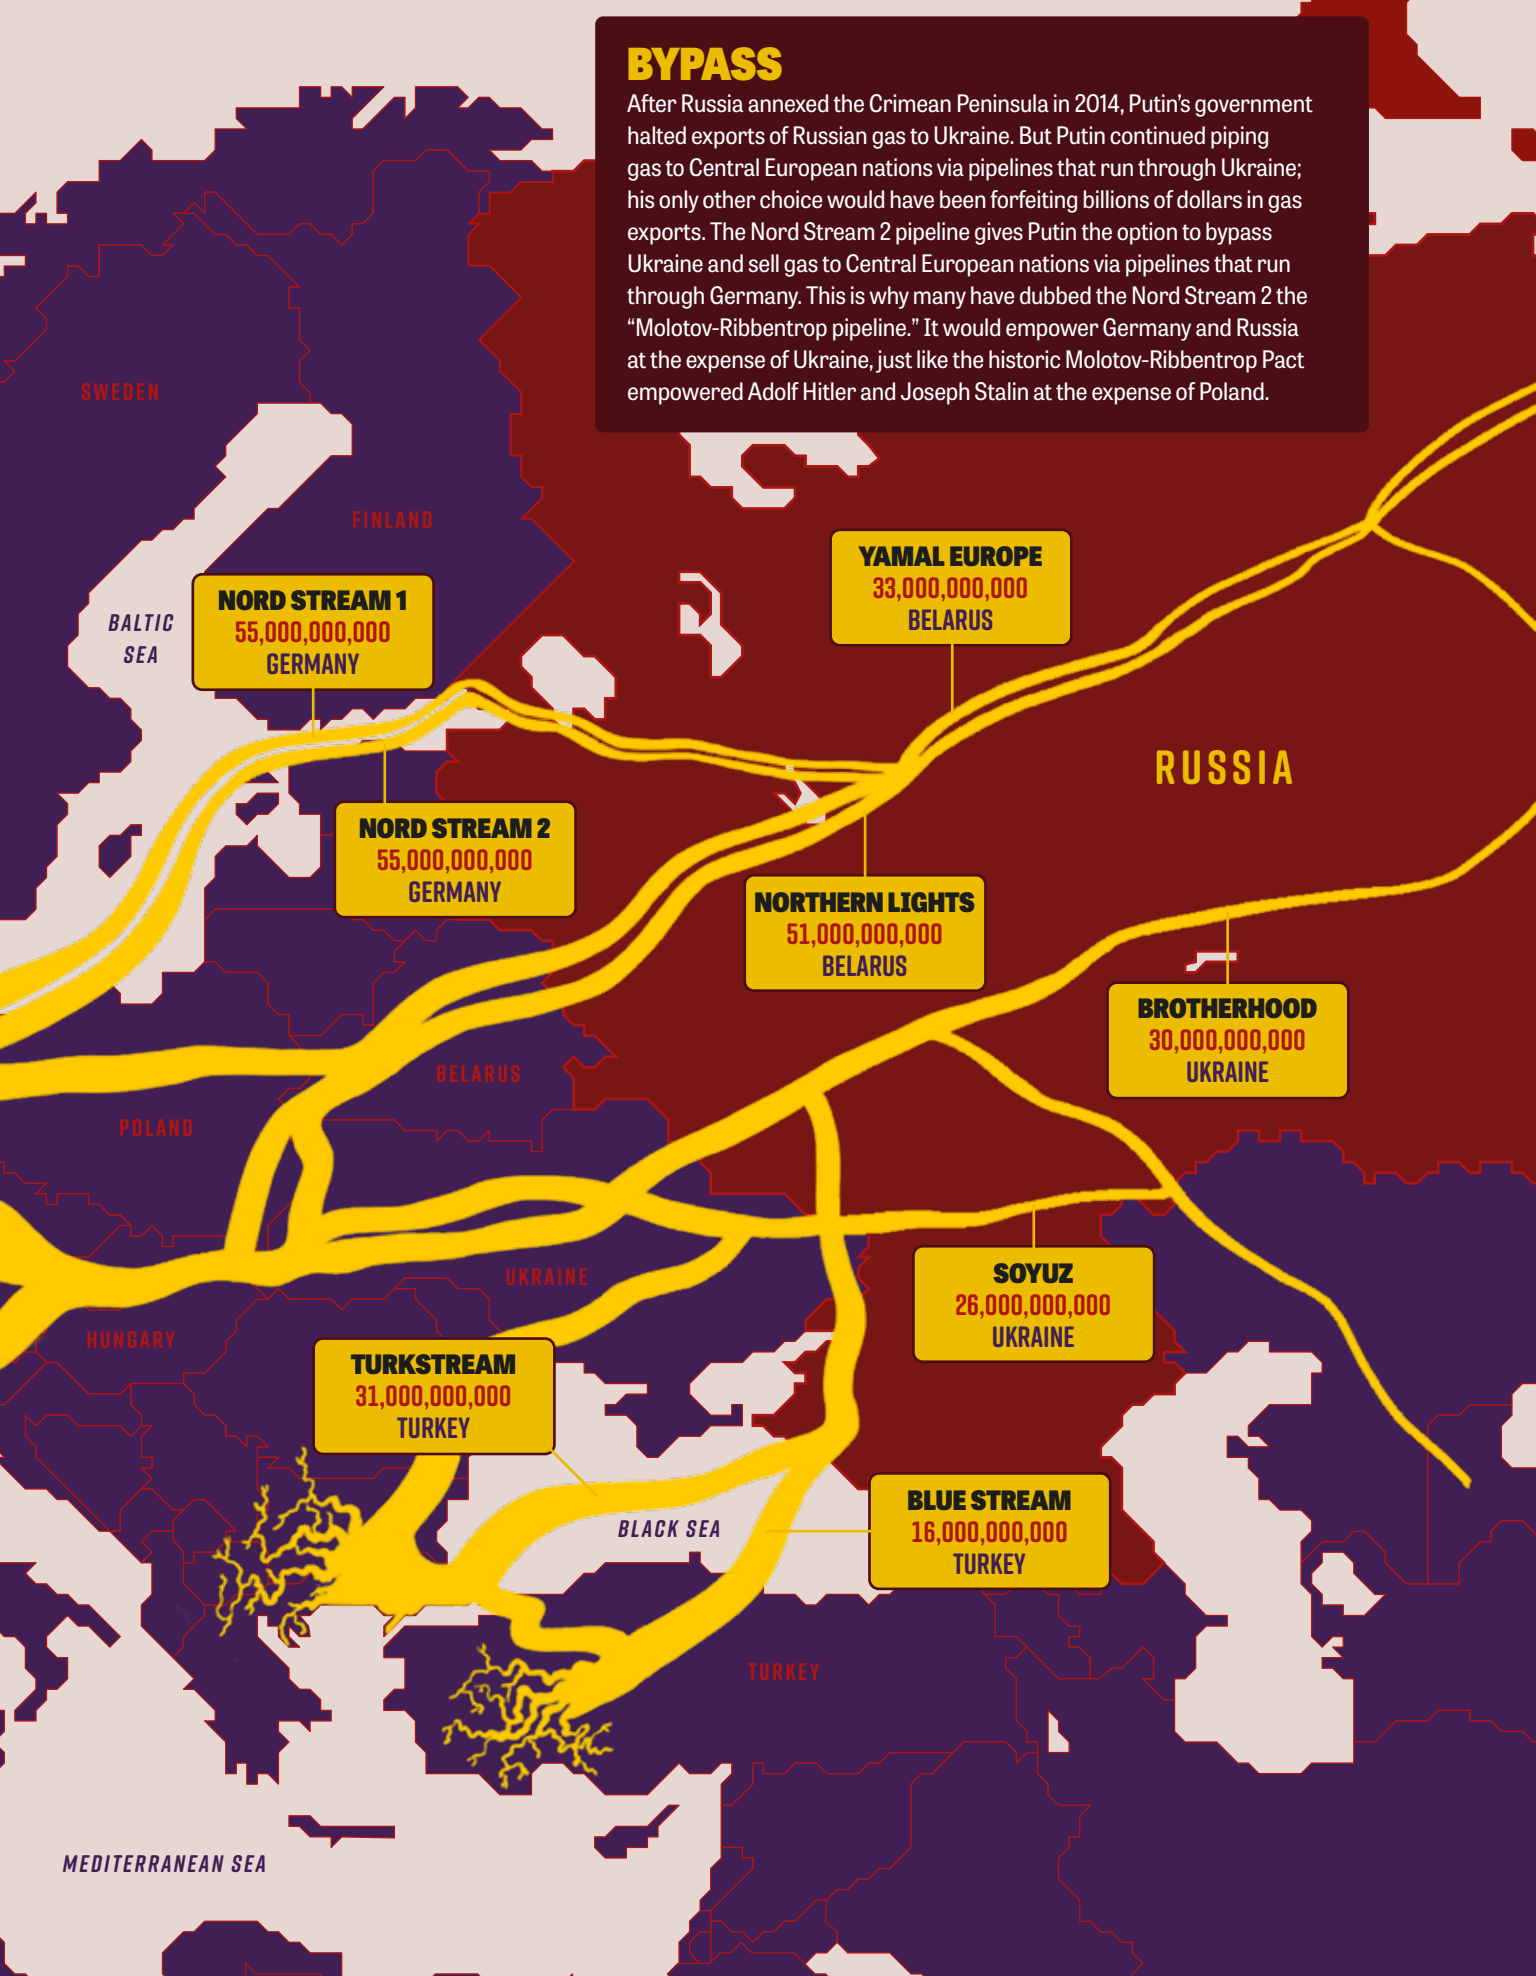 BYPASS
After Russia annexed the Crimean Peninsula in 2014, Putin's government
halted exports of Russian gas to Ukraine. But Putin continued piping
gas to Central European nations via pipelines that run through Ukraine;
his only other choice would have been forfeiting billions of dollars in gas
exports. The Nord Stream 2 pipeline gives Putin the option to bypass
Ukraine and sell gas to Central European nations via pipelines that run
through Germany. This is why many have dubbed the Nord Stream 2 the
“Molotov-Ribbentrop pipeline.” It would empower Germany and Russia
at the expense of Ukraine, just like the historic Molotov-Ribbentrop Pact
empowered Adolf Hitler and Joseph Stalin at the expense of Poland.
SWEDEN
FINLAND
YAMAL EUROPE
33,000,000,000
BELARUS
NORD STREAM 1
55,000,000,000
GERMANY
BALTIC
SEA
RUSSIA
NORD STREAM 2
55,000,000,000
GERMANY
NORTHERN LIGHTS
51,000,000,000
BELARUS
BROTHERHOOD
30,000,000,000
UKRAINE
BELARUS
POLAND
SOYUZ
26,000,000,000
UKRAINE
UKRAINE
HUNGARY
TURKSTREAM
31,000,000,000
TURKEY
BLUE STREAM
16,000,000,000
TURKEY
BLACK SEA
TURKEY
MEDITERRANEAN SEA